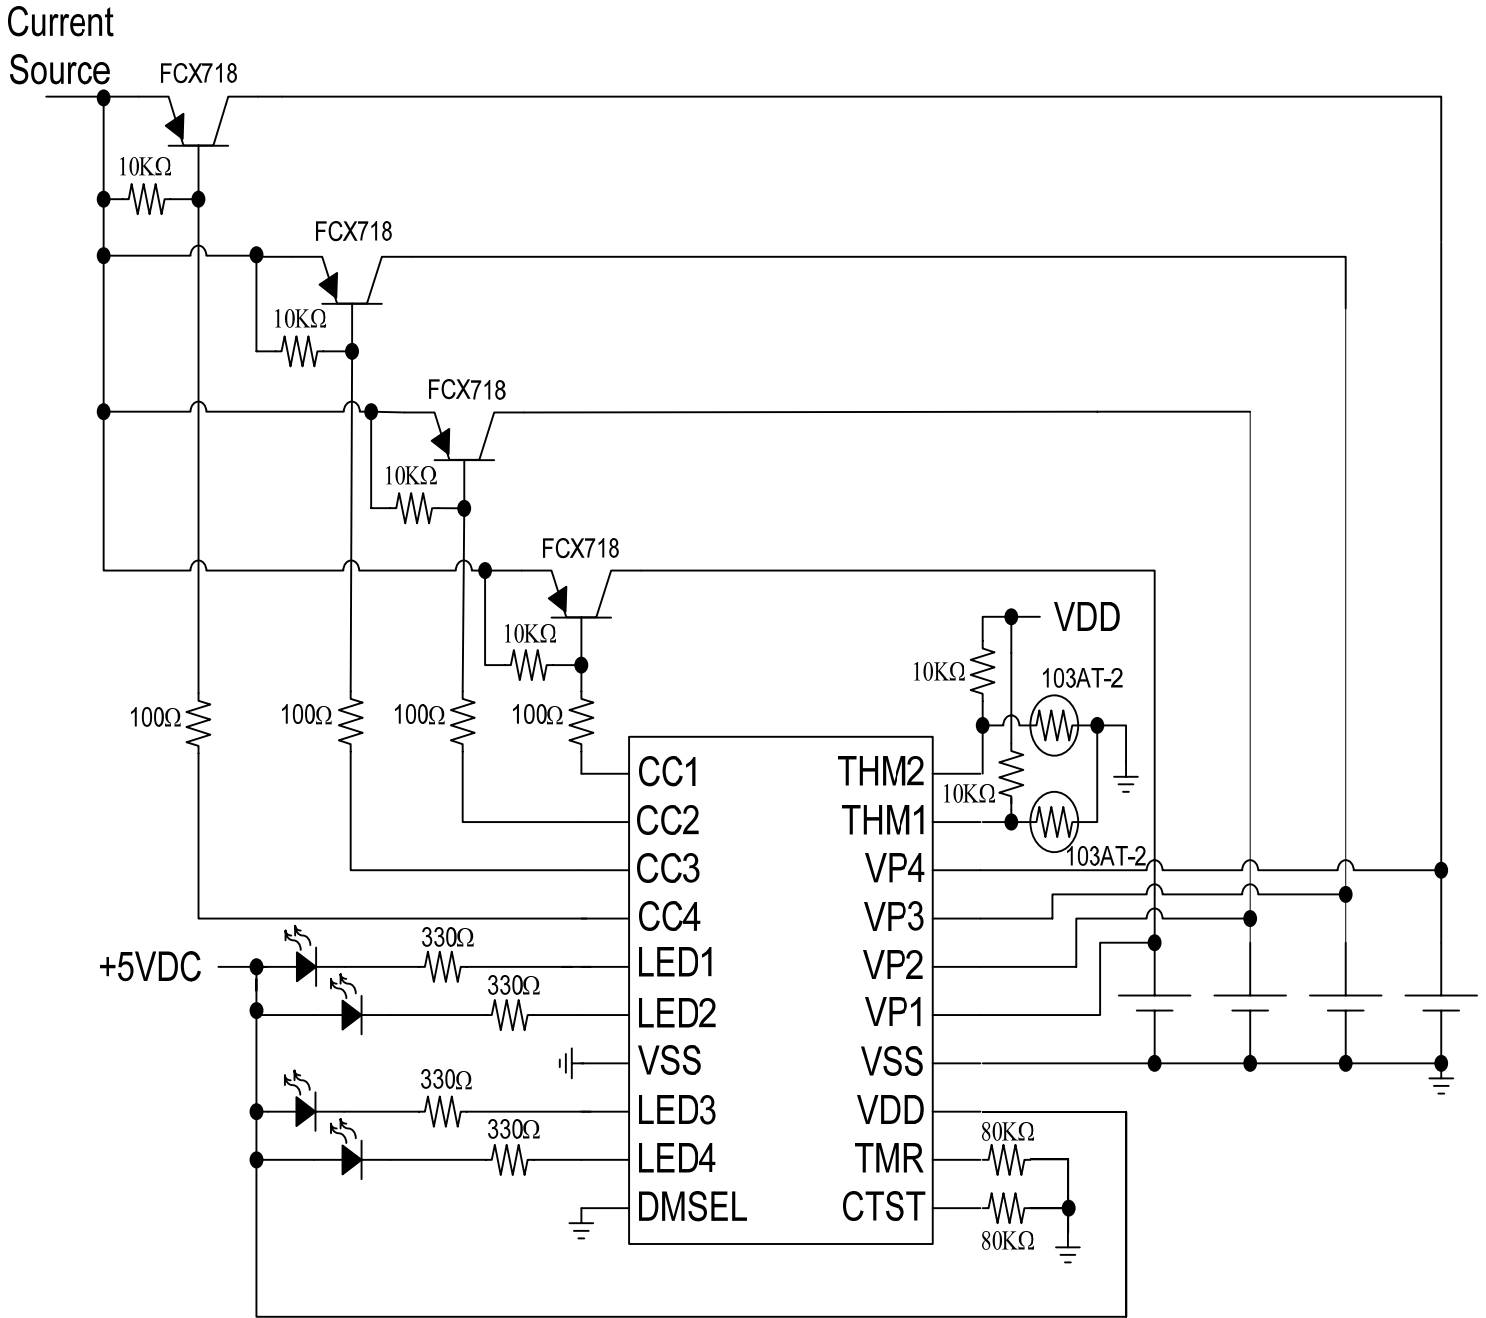 Current
Source
FCX718
10KΩ
FCX718
10KΩ
FCX718
10KΩ
FCX718
10KΩ
VDD
10KΩ
103AT-2
100Ω
100Ω
100Ω
100Ω
10KΩ
103AT-2
CC1
CC2
CC3
CC4
LED1
LED2
VSS
LED3
LED4
DMSEL
THM2
THM1
VP4
VP3
VP2
VP1
VSS
VDD
TMR
CTST
+5VDC
330Ω
330Ω
330Ω
330Ω
80KΩ
80KΩ